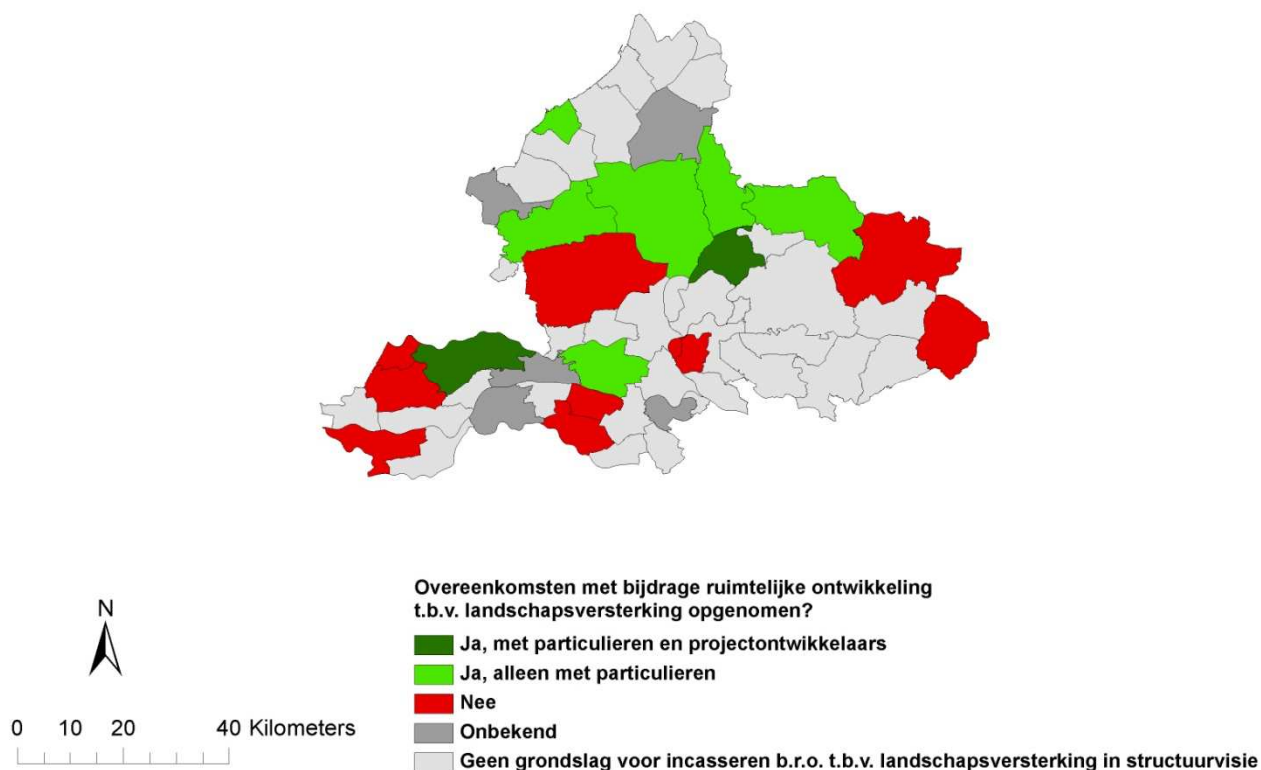 Overeenkomsten met bijdrage ruimtelijke ontwikkeling
t.b.v. landschapsversterking opgenomen?
Ja, met particulieren en projectontwikkelaars
Ja, alleen met particulieren
Nee
Onbekend
Geen grondslag voor incasseren b.r.o. t.b.v. landschapsversterking in structuurvisie
N
0 10 20 40 Kilometers